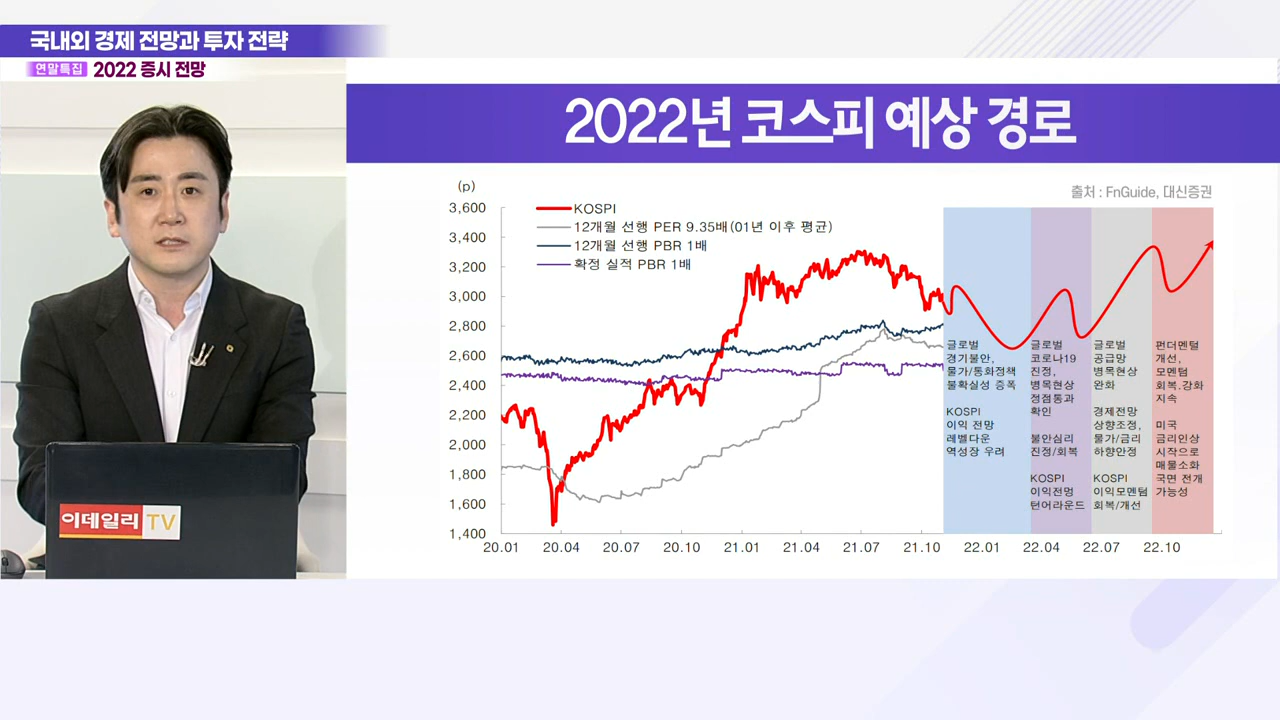 국내외 경제 전망과 투자 전략
연말특집 2022 증시 전망
2022년 코스피 예상 경로
출처 : FnGuide, 대신증권
(p)
KOSPI
12개월 선행 PER 9.35배(01년 이후 평균)
12개월 선행 PBR 1배
확정 실적 PBR 1배
3,600
3,400
3,200
3,000
2,800
2,600
2,400
2,200
2,000
1,800
1,600
1,400
20.01 20.04 20.07 20.10 21.01 21.04 21.07 21.10 22.01 22.04 22.07 22.10
글로벌
경기불안,
물가/통화정책
불확실성 증폭
KOSPI
이익 전망
레벨다운
역성장 우려
글로벌
코로나19
진정,
병목현상
정점통과
확인
불안심리
진정/회복
KOSPI
이익전멍
턴어라운드
글로벌
공급망
병목현상
완화
경제전망
상향조정,
물가/금리
하향안정
KOSPI
이익모멘텀
회복/개선
펀더멘털
개선,
모멘텀
회복.강화
지속
미국
금리인상
시작으로
매물소화
국면 전개
가능성
이데일리 TV